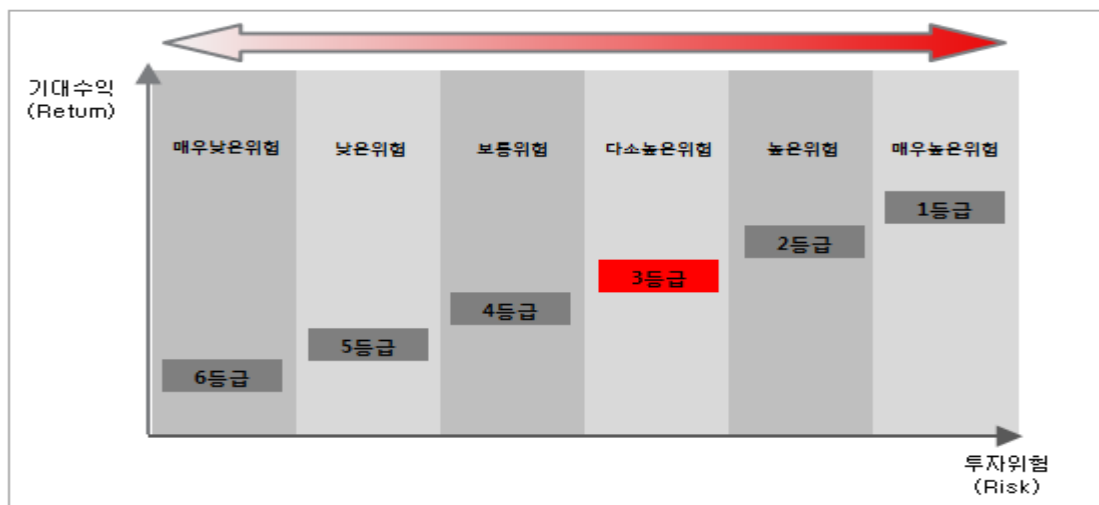 기대수익
(Retum)
매우낮은위험
낮은위험
보통위험
다소높은위험
높은위험
매우높은위험
1등급
2등급
3등급
4등급
5등급
6등급
투자위험
(Risk)